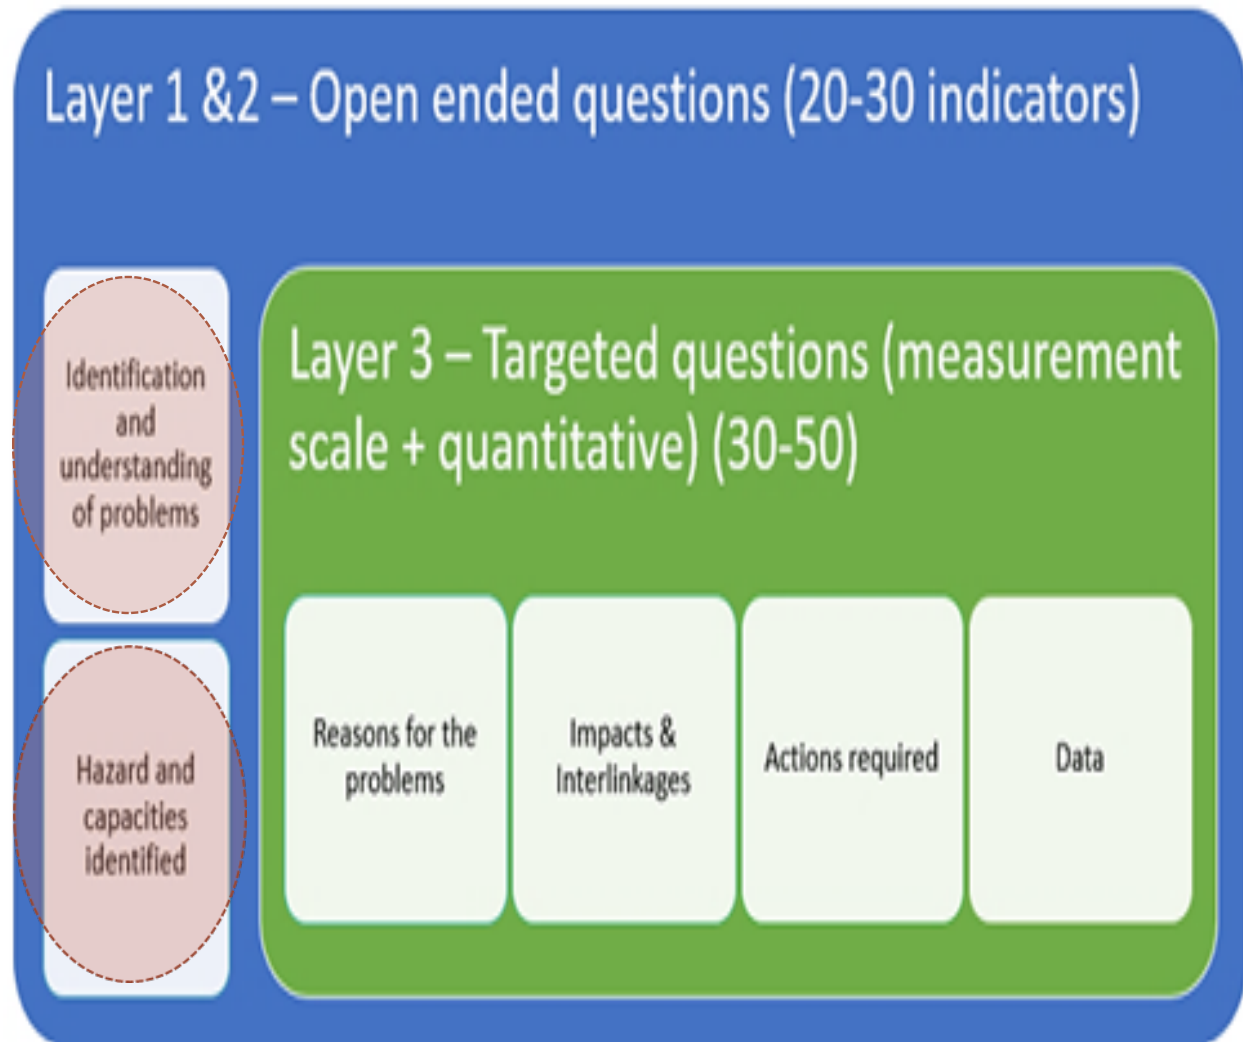 Layer 1 &2 – Open ended questions (20-30 indicators)
Identification
and
understanding
of problems
Hazard and
capacities
identified
Layer 3 – Targeted questions (measurement
scale + quantitative) (30-50)
Reasons for the
problems
Impacts &
Interlinkages
Actions required
Data